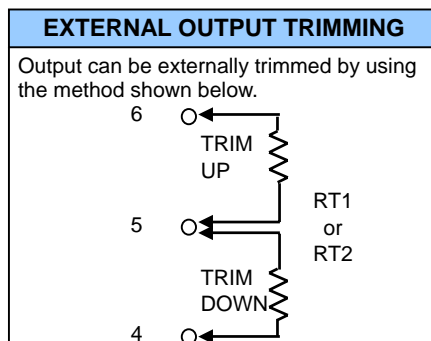 EXTERNAL OUTPUT TRIMMING
Output can be externally trimmed by using
the method shown below.
6
TRIM
UP
RT1
5
or
RT2
TRIM
DOWN
4